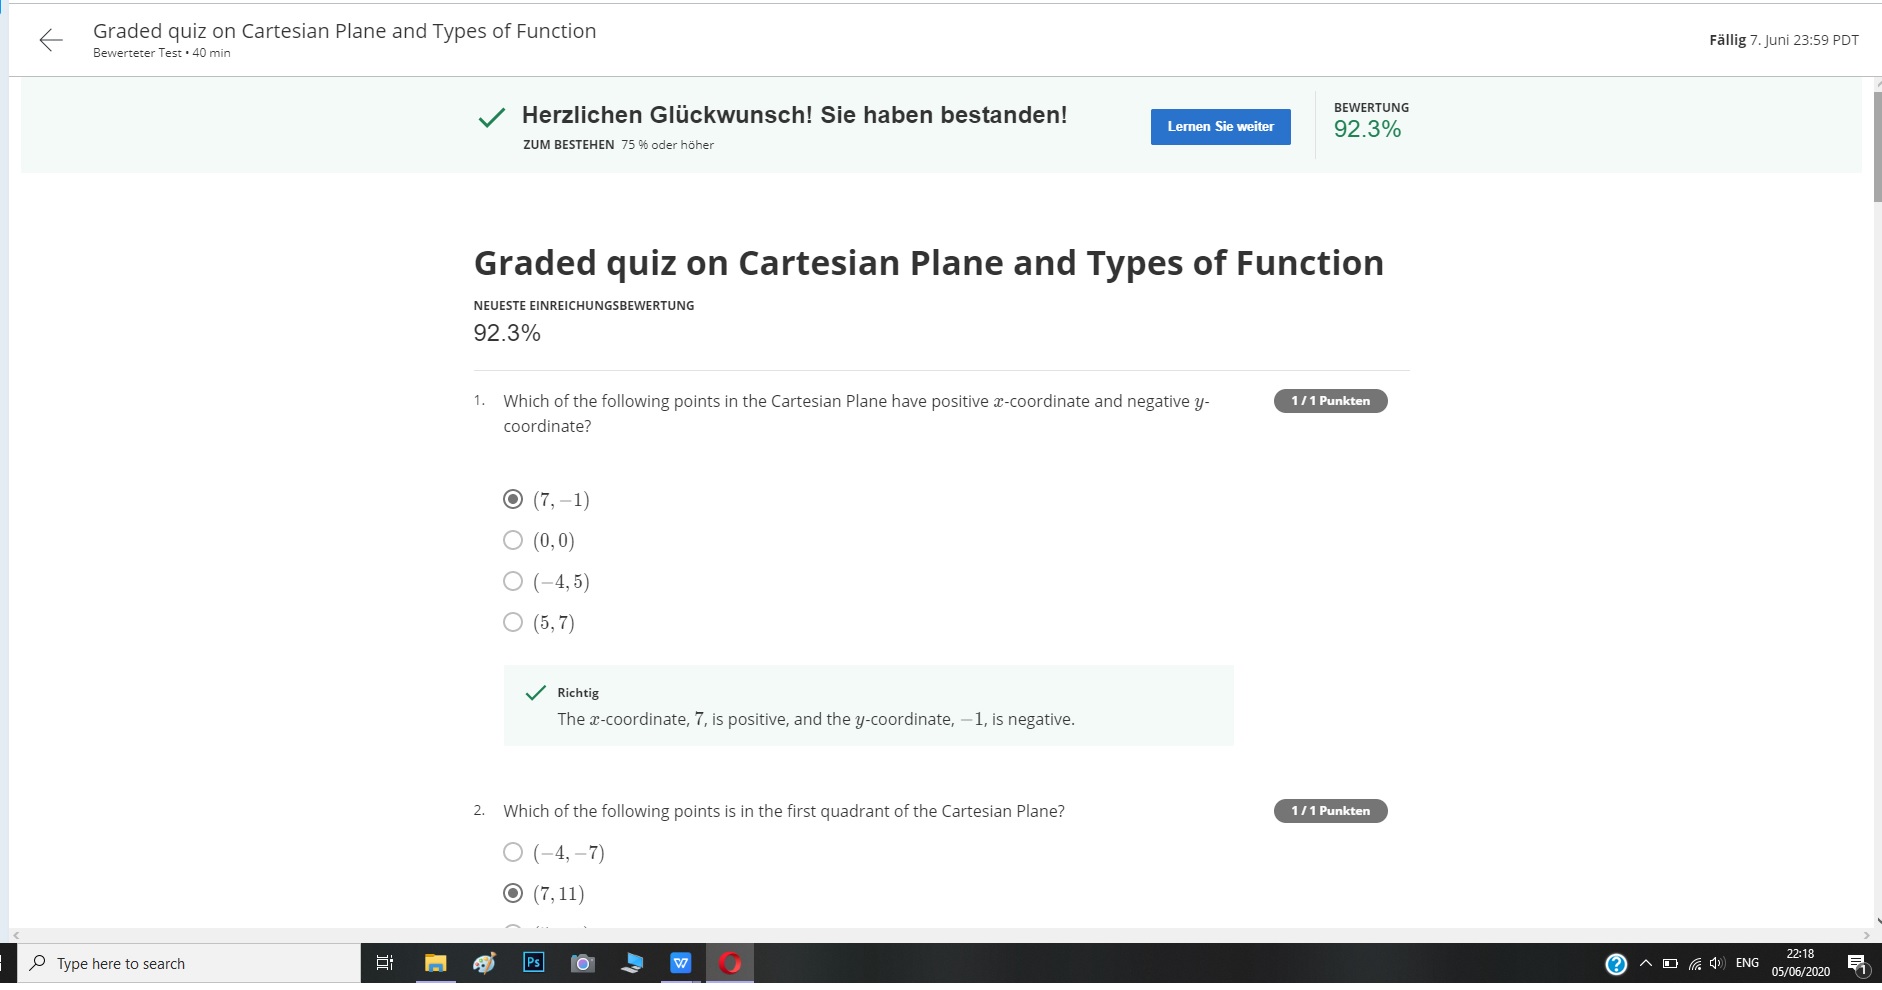 Graded quiz on Cartesian Plane and Types of Function
Bewerteter Test • 40 min
Fällig 7. Juni 23:59 PDT
Herzlichen Glückwunsch! Sie haben bestanden!
ZUM BESTEHEN 75 % oder höher
Lernen Sie weiter
BEWERTUNG
92.3%
Graded quiz on Cartesian Plane and Types of Function
NEUESTE EINREICHUNGSBEWERTUNG
92.3%
1. Which of the following points in the Cartesian Plane have positive x-coordinate and negative y-
coordinate?
1 / 1 Punkten
(7, −1)
(0, 0)
(−4, 5)
(5, 7)
Richtig
The x-coordinate, 7, is positive, and the y-coordinate, −1, is negative.
2. Which of the following points is in the first quadrant of the Cartesian Plane?
1 / 1 Punkten
(−4, −7)
(7, 11)
Type here to search
Ps
W
ENG
22:18
05/06/2020
1